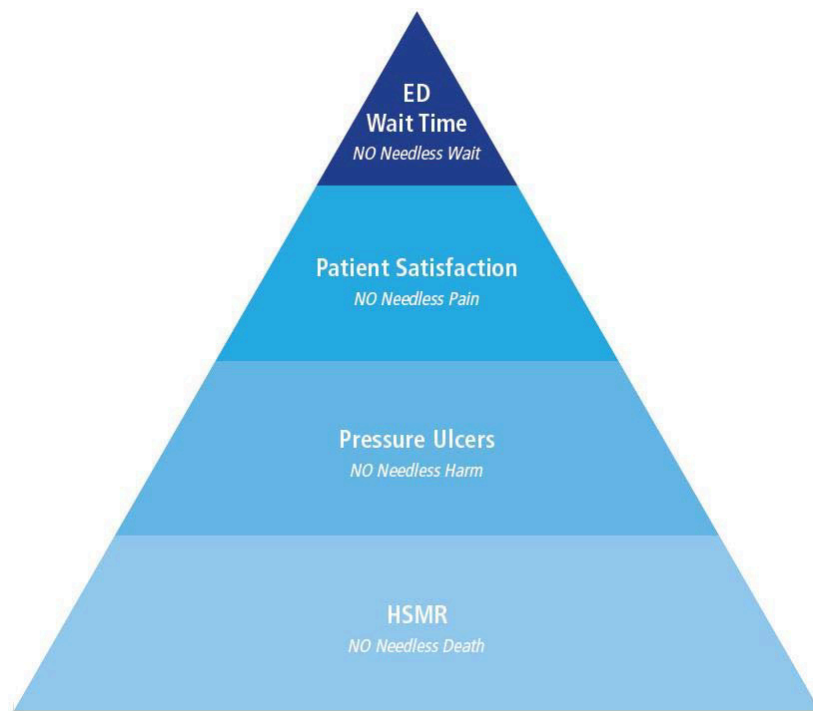 ED
Wait Time
NO Needless Wait
Patient Satisfaction
NO Needless Pain
Pressure Ulcers
NO Needless Harm
HSMR
NO Needless Death